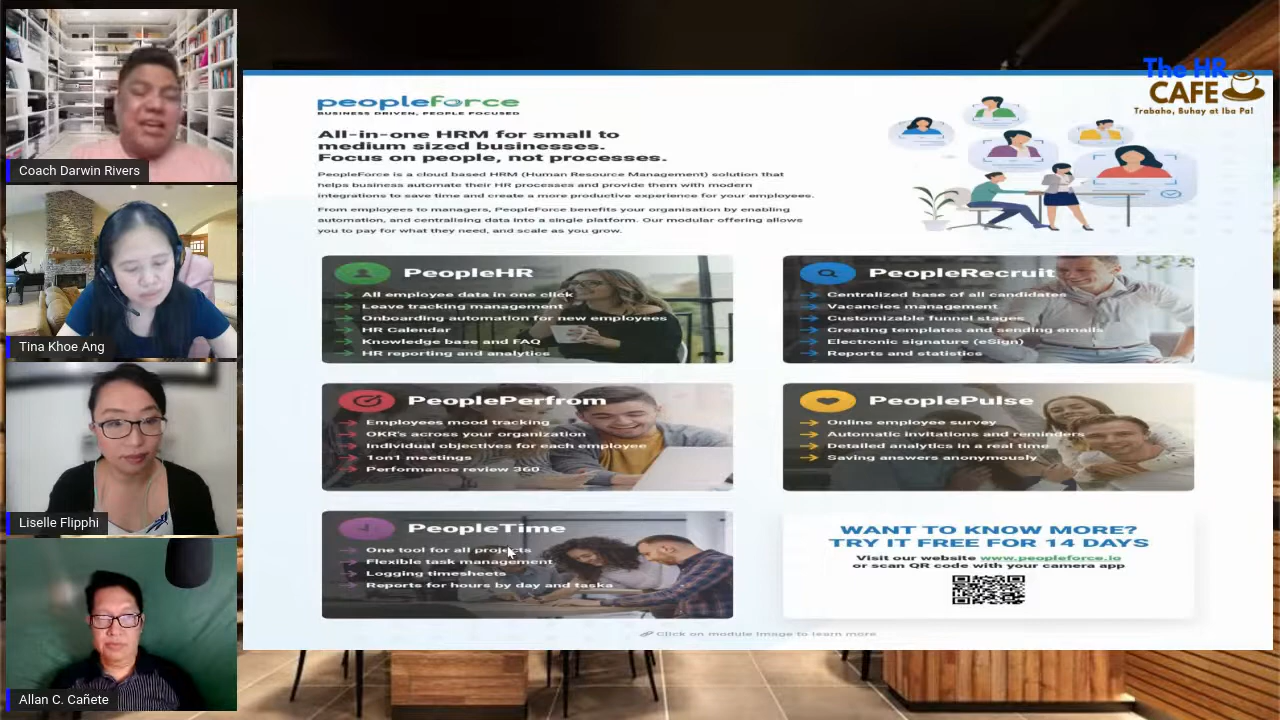 Coach Darwin Rivers
Tina Khoe Ang
Liselle Flipphi
Allan C. Cañete
The HR
CAFE
Trabaho, Buhay at Iba Pa!
peopleforce
BUSINESS DRIVEN, PEOPLE FOCUSED
All-in-one HRM for small to
medium sized businesses.
Focus on people, not processes.
PeopleForce is a cloud based HRM (Human Resource Management) solution that
helps business automate their HR processes and provide them with modern
integrations to save time and create a more productive experience for your employees.
From employees to managers, PeopleForce benefits your organisation by enabling
automation, and centralising data into a single platform. Our modular offering allows
you to pay for what they need, and scale as you grow.
PeopleHR
All employee data in one click
Leave tracking management
Onboarding automation for new employees
HR Calendar
Knowledge base and FAQ
HR reporting and analytics
PeopleRecruit
Centralized base of all candidates
Vacancies management
Customizable funnel stages
Creating templates and sending emails
Electronic signature (eSign)
Reports and statistics
PeoplePerfrom
Employees mood tracking
OKR's across your organization
Individual objectives for each employee
1on1 meetings
Performance review 360
PeoplePulse
Online employee survey
Automatic invitations and reminders
Detailed analytics in a real time
Saving answers anonymously
PeopleTime
One tool for all projects
Flexible task management
Logging timesheets
Reports for hours by day and tasks
WANT TO KNOW MORE?
TRY IT FREE FOR 14 DAYS
Visit our website www.peopleforce.io
or scan QR code with your camera app
Click on module image to learn more